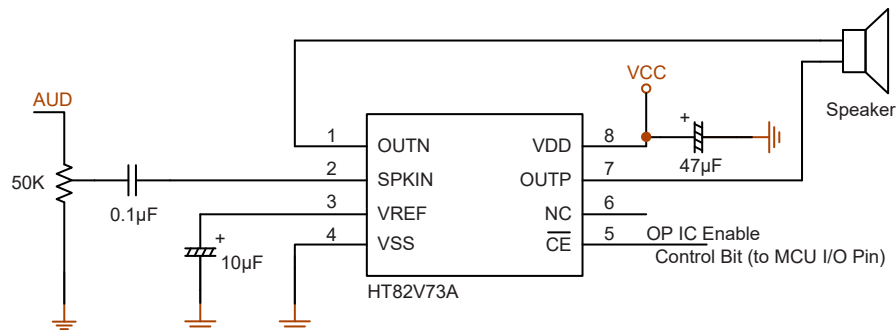 Speaker
VCC
AUD
+
1
OUTN
VDD
8
47µF
2
SPKIN
OUTP
7
50K
0.1µF
3
VREF
NC
6
+
10µF
4
VSS
CE
5
OP IC Enable
Control Bit (to MCU I/O Pin)
HT82V73A